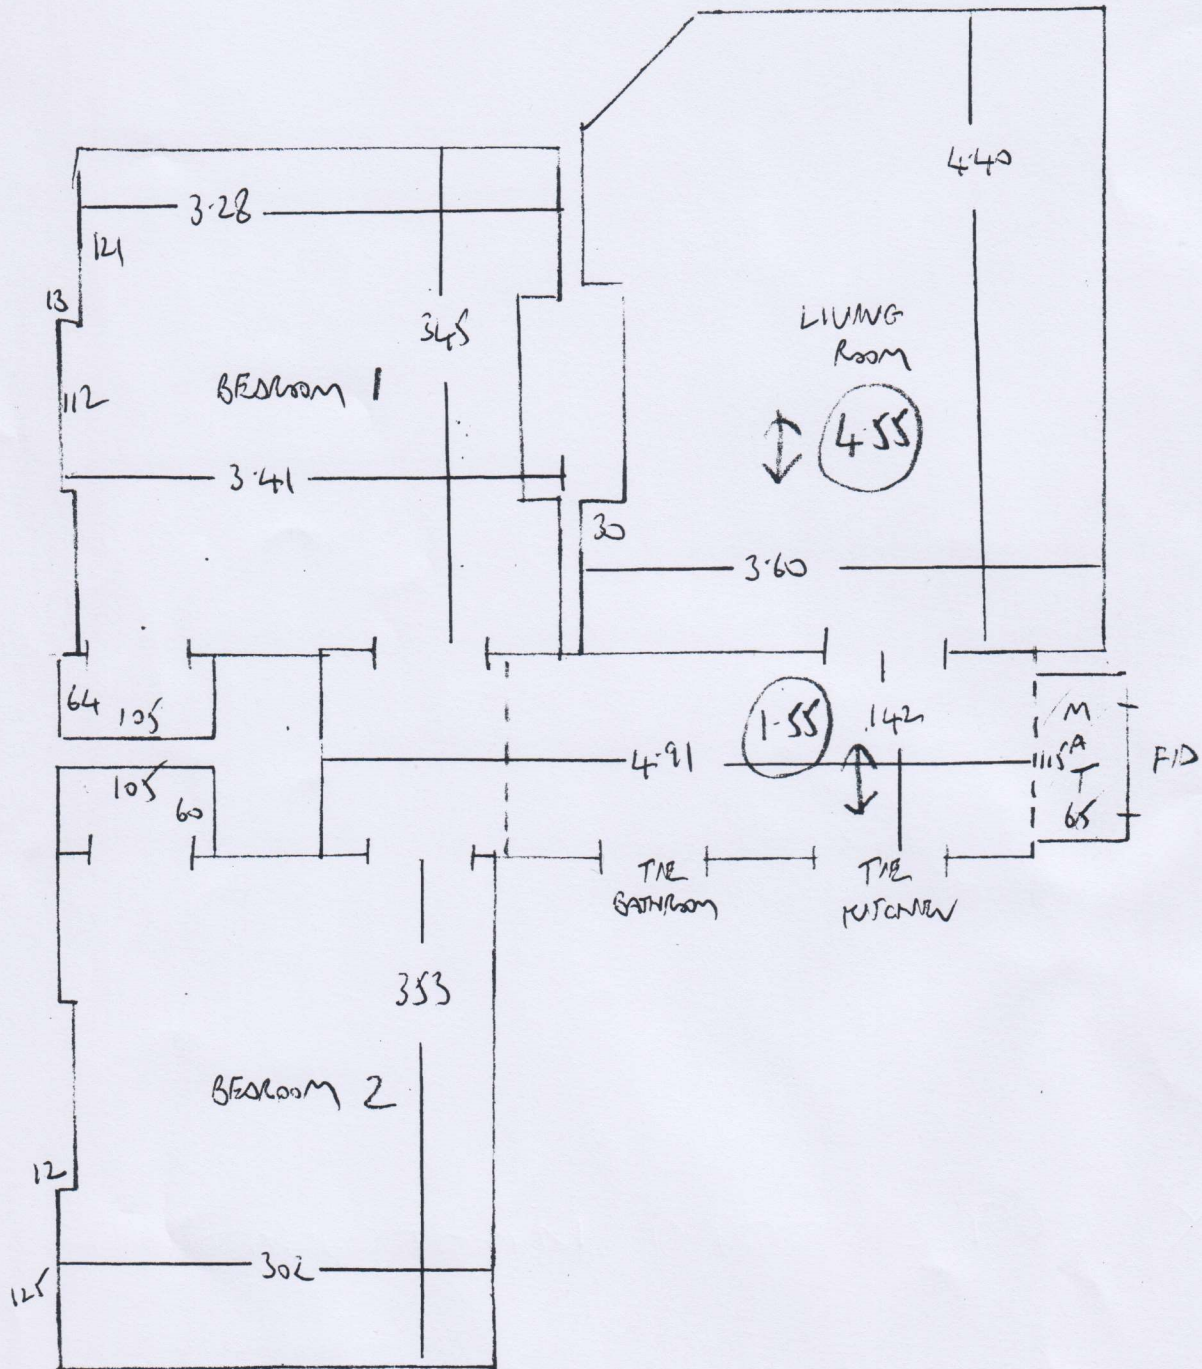 3.28
4.40
121
13
345
LIVING
ROOM
112
BEDROOM 1
4.55
3.41
30
3.60
64
105
1.55
142
M
A
T
4.91
115
F/D
105
60
65
TILE
BATHROOM
TILE
KITCHEN
353
BEDROOM 2
12
302
125